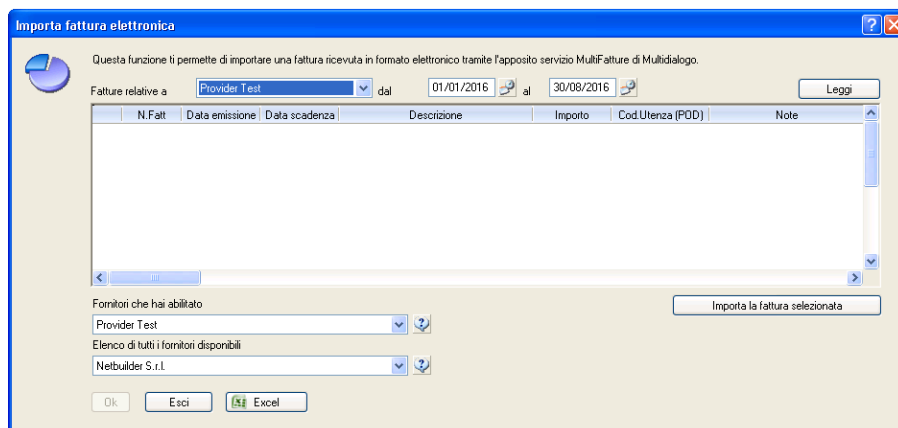 Importa fattura elettronica
Questa funzione ti permette di importare una fattura ricevuta in formato elettronico tramite l'apposito servizio MultiFatture di Multidialogo.
Fatture relative a Provider Test dal 01/01/2016 al 30/08/2016 Leggi
N.Fatt Data emissione Data scadenza Descrizione Importo Cod.Utenza (POD) Note
Fornitori che hai abilitato Importa la fattura selezionata
Provider Test
Elenco di tutti i fornitori disponibili
Netbuilder S.r.l.
Ok Esci Excel